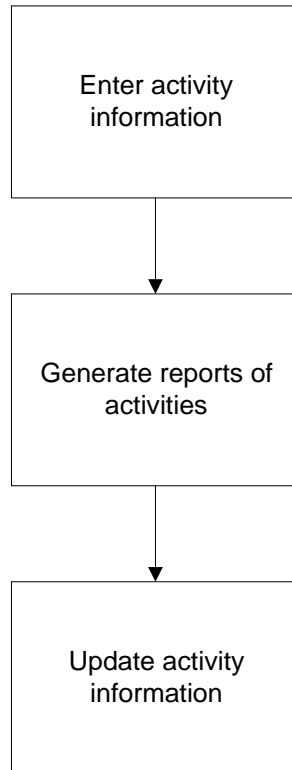 Enter activity
information
Generate reports of
activities
Update activity
information